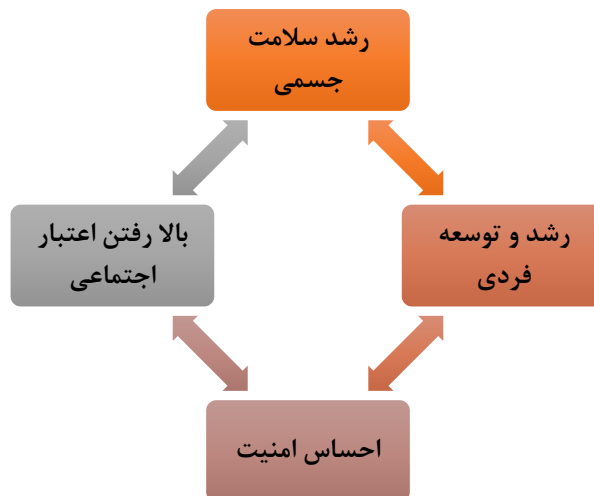 رشد سلامت
جسمی
رشد و توسعه
فردی
بالا رفتن اعتبار
اجتماعی
احساس امنیت